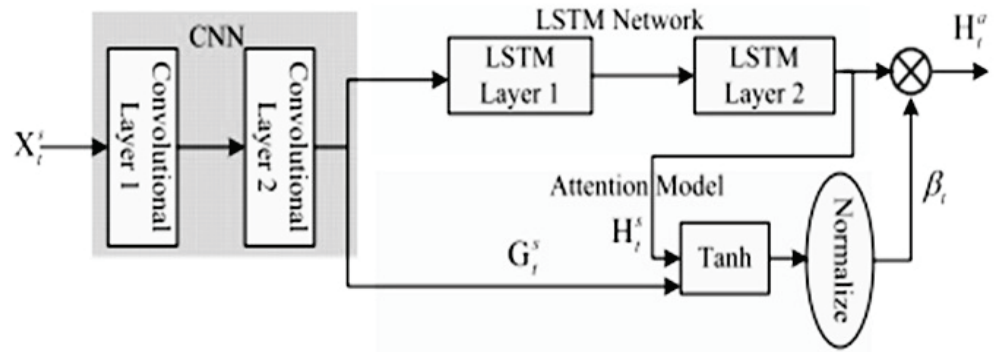 CNN
LSTM Network
X_t^s
Convolutional
Layer 1
Convolutional
Layer 2
LSTM
Layer 1
LSTM
Layer 2
H_t^a
Attention Model
G_t^s
H_t^s
Tanh
Normalize
β_t